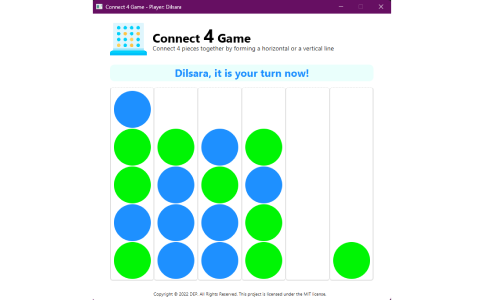 Connect 4 Game - Player: Dilsara
Connect 4 Game
Connect 4 pieces together by forming a horizontal or a vertical line
Dilsara, it is your turn now!
Copyright © 2022 DEP. All Rights Reserved. This project is licensed under the MIT license.